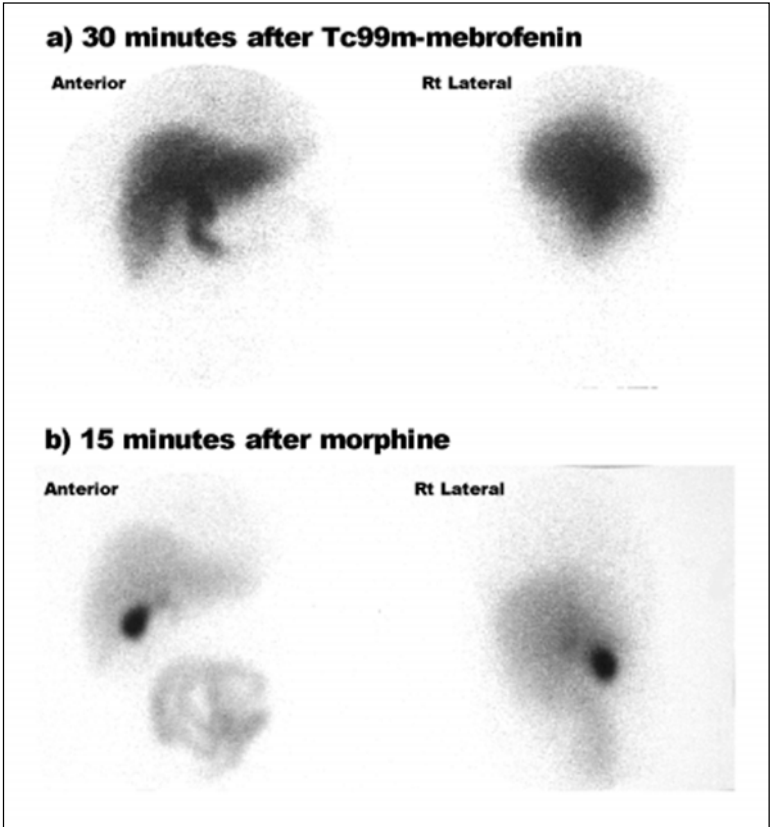 a) 30 minutes after Tc99m-mebrofenin
Anterior
Rt Lateral
b) 15 minutes after morphine
Anterior
Rt Lateral